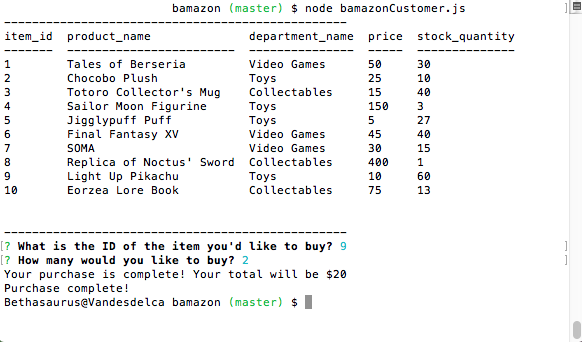 bamazon (master) $ node bamazonCustomer.js
-------------------------------------------------
item_id  product_name              department_name  price  stock_quantity
-------  ------------------------  ---------------  -----  --------------
1        Tales of Berseria         Video Games      50     30
2        Chocobo Plush             Toys             25     10
3        Totoro Collector's Mug    Collectables     15     40
4        Sailor Moon Figurine      Toys             150    3
5        Jigglypuff Puff           Toys             5      27
6        Final Fantasy XV          Video Games      45     40
7        SOMA                      Video Games      30     15
8        Replica of Noctus' Sword  Collectables     400    1
9        Light Up Pikachu          Toys             10     60
10       Eorzea Lore Book          Collectables     75     13
-------------------------------------------------
[? What is the ID of the item you'd like to buy? 9 ]
[? How many would you like to buy? 2 ]
Your purchase is complete! Your total will be $20
Purchase complete!
Bethasaurus@Vandesdelca bamazon (master) $